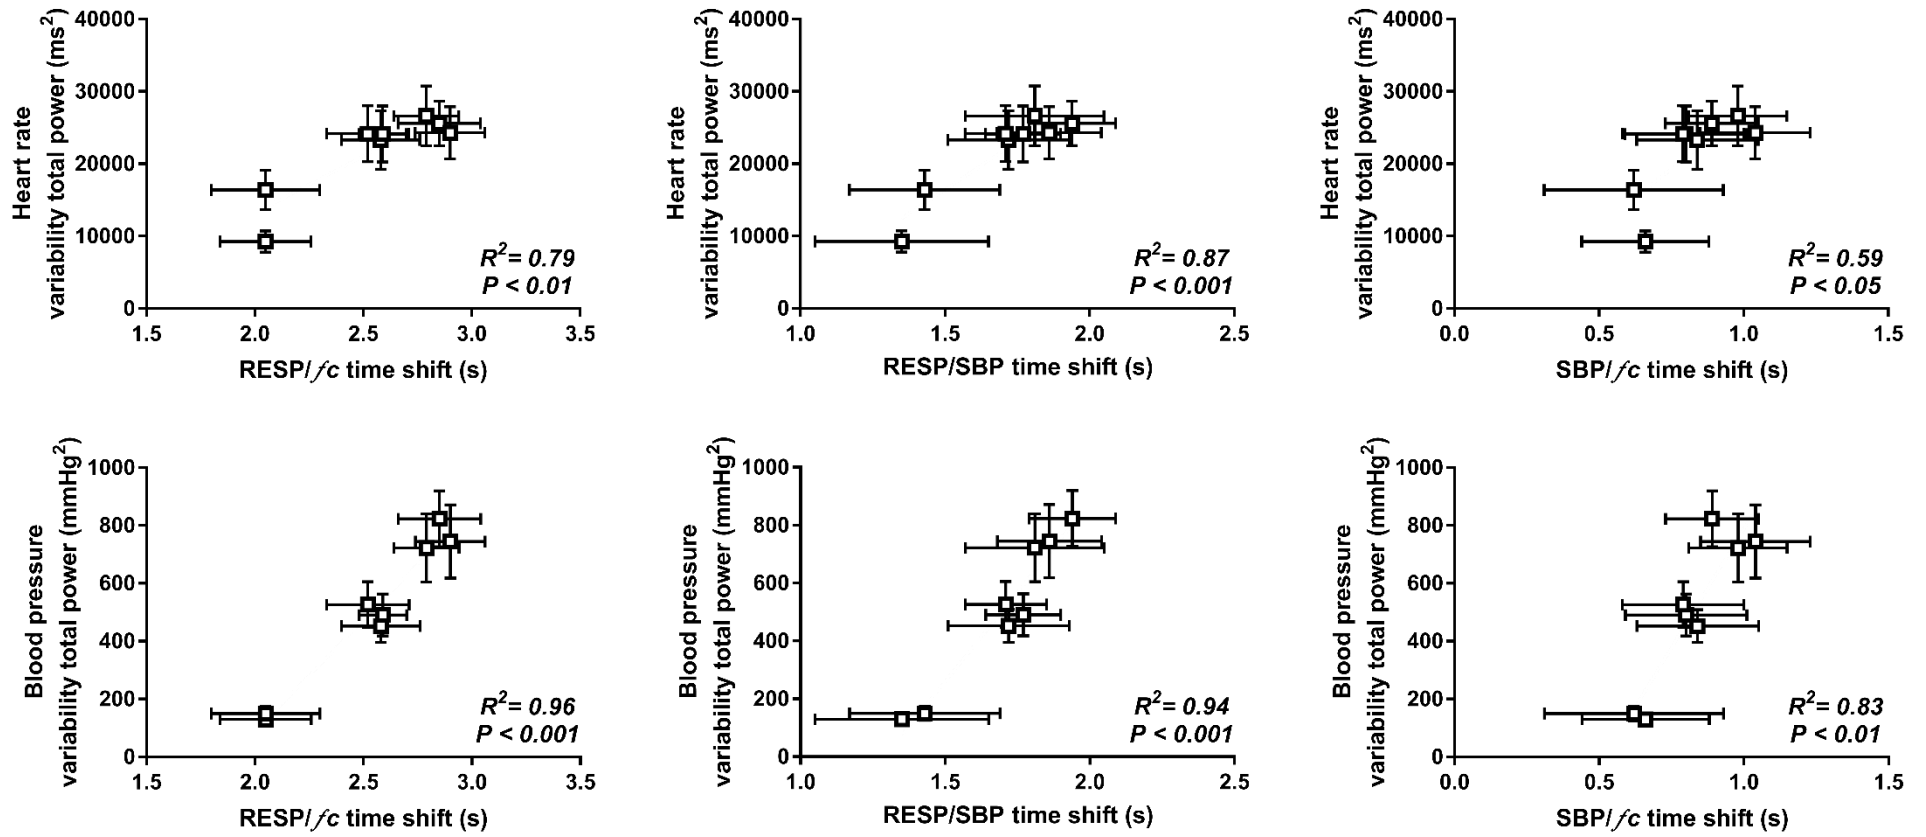 Heart rate
variability total power (ms²)
40000
30000
20000
10000
0
R²= 0.79
P < 0.01
1.5 2.0 2.5 3.0 3.5
RESP/ƒc time shift (s)
Heart rate
variability total power (ms²)
40000
30000
20000
10000
0
R²= 0.87
P < 0.001
1.0 1.5 2.0 2.5
RESP/SBP time shift (s)
Heart rate
variability total power (ms²)
40000
30000
20000
10000
0
R²= 0.59
P < 0.05
0.0 0.5 1.0 1.5
SBP/ƒc time shift (s)
Blood pressure
variability total power (mmHg²)
1000
800
600
400
200
0
R²= 0.96
P < 0.001
1.5 2.0 2.5 3.0 3.5
RESP/ƒc time shift (s)
Blood pressure
variability total power (mmHg²)
1000
800
600
400
200
0
R²= 0.94
P < 0.001
1.0 1.5 2.0 2.5
RESP/SBP time shift (s)
Blood pressure
variability total power (mmHg²)
1000
800
600
400
200
0
R²= 0.83
P < 0.01
0.0 0.5 1.0 1.5
SBP/ƒc time shift (s)